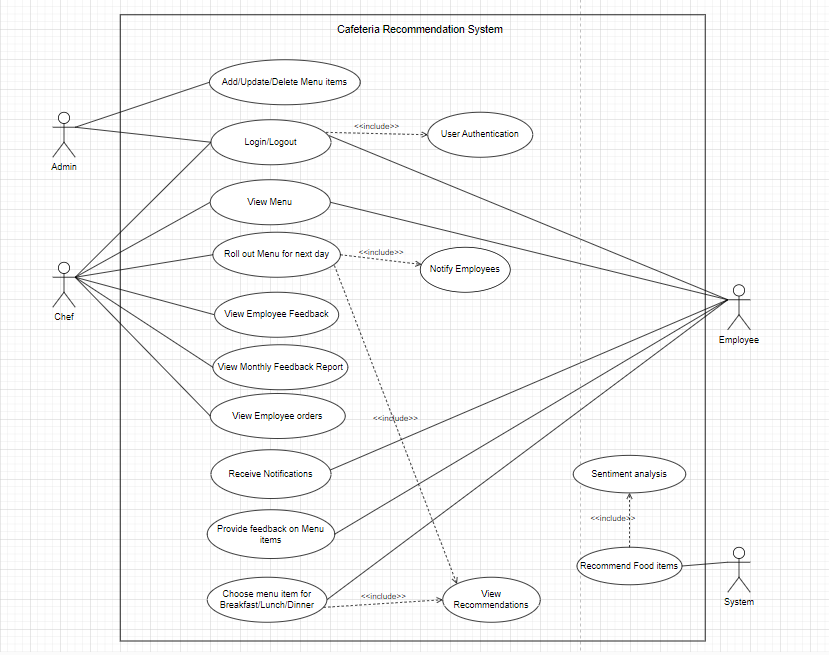 Cafeteria Recommendation System
Add/Update/Delete Menu items
<<include>>
User Authentication
Login/Logout
Admin
View Menu
Roll out Menu for next day
<<include>>
Notify Employees
Chef
View Employee Feedback
Employee
View Monthly Feedback Report
View Employee orders
<<include>>
Receive Notifications
Sentiment analysis
<<include>>
Provide feedback on Menu
items
Recommend Food items
System
Choose menu item for
Breakfast/Lunch/Dinner
<<include>>
View
Recommendations